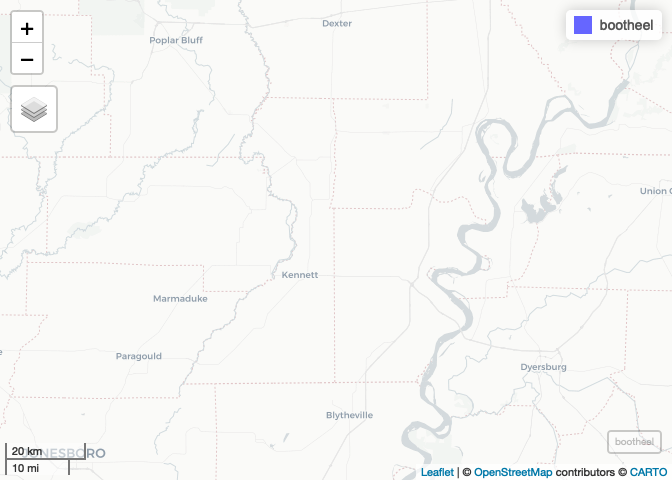 +
−
Dexter
Poplar Bluff
bootheel
Union C
Kennett
Marmaduke
Paragould
Dyersburg
Blytheville
bootheel
20 km
NESBORO
10 mi
Leaflet | © OpenStreetMap contributors © CARTO